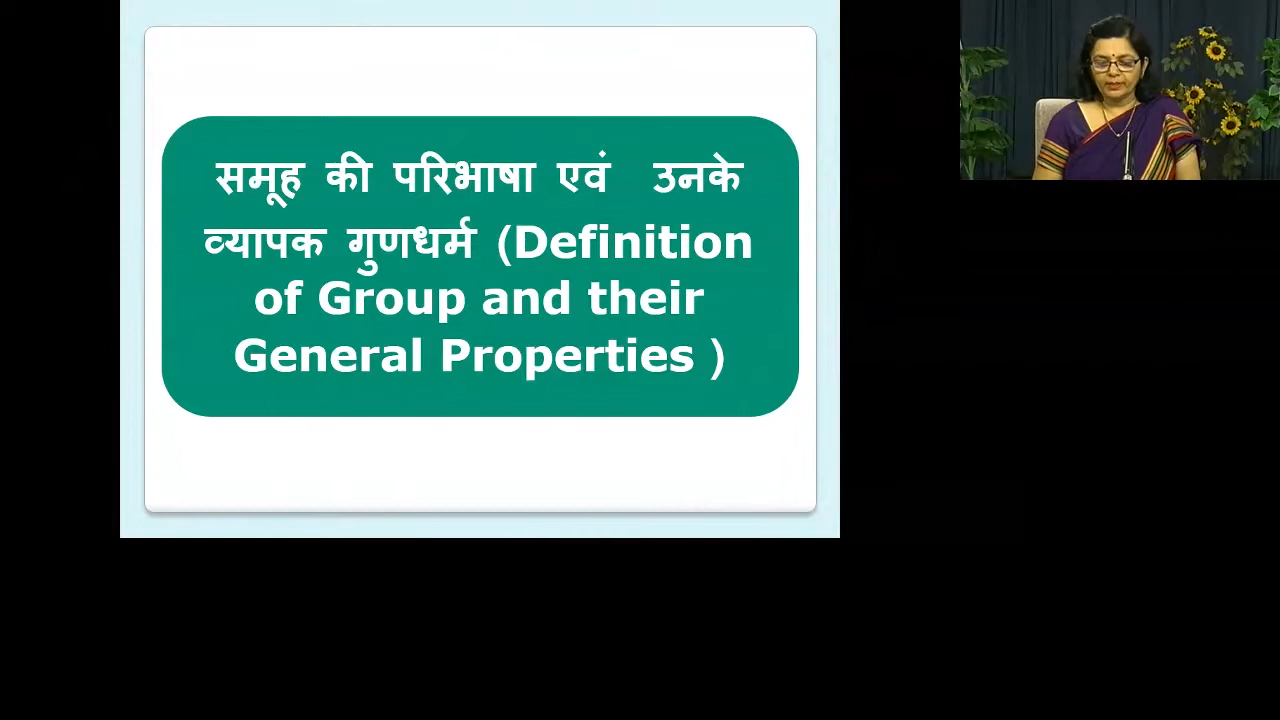 समूह की परिभाषा एवं उनके
व्यापक गुणधर्म (Definition
of Group and their
General Properties )